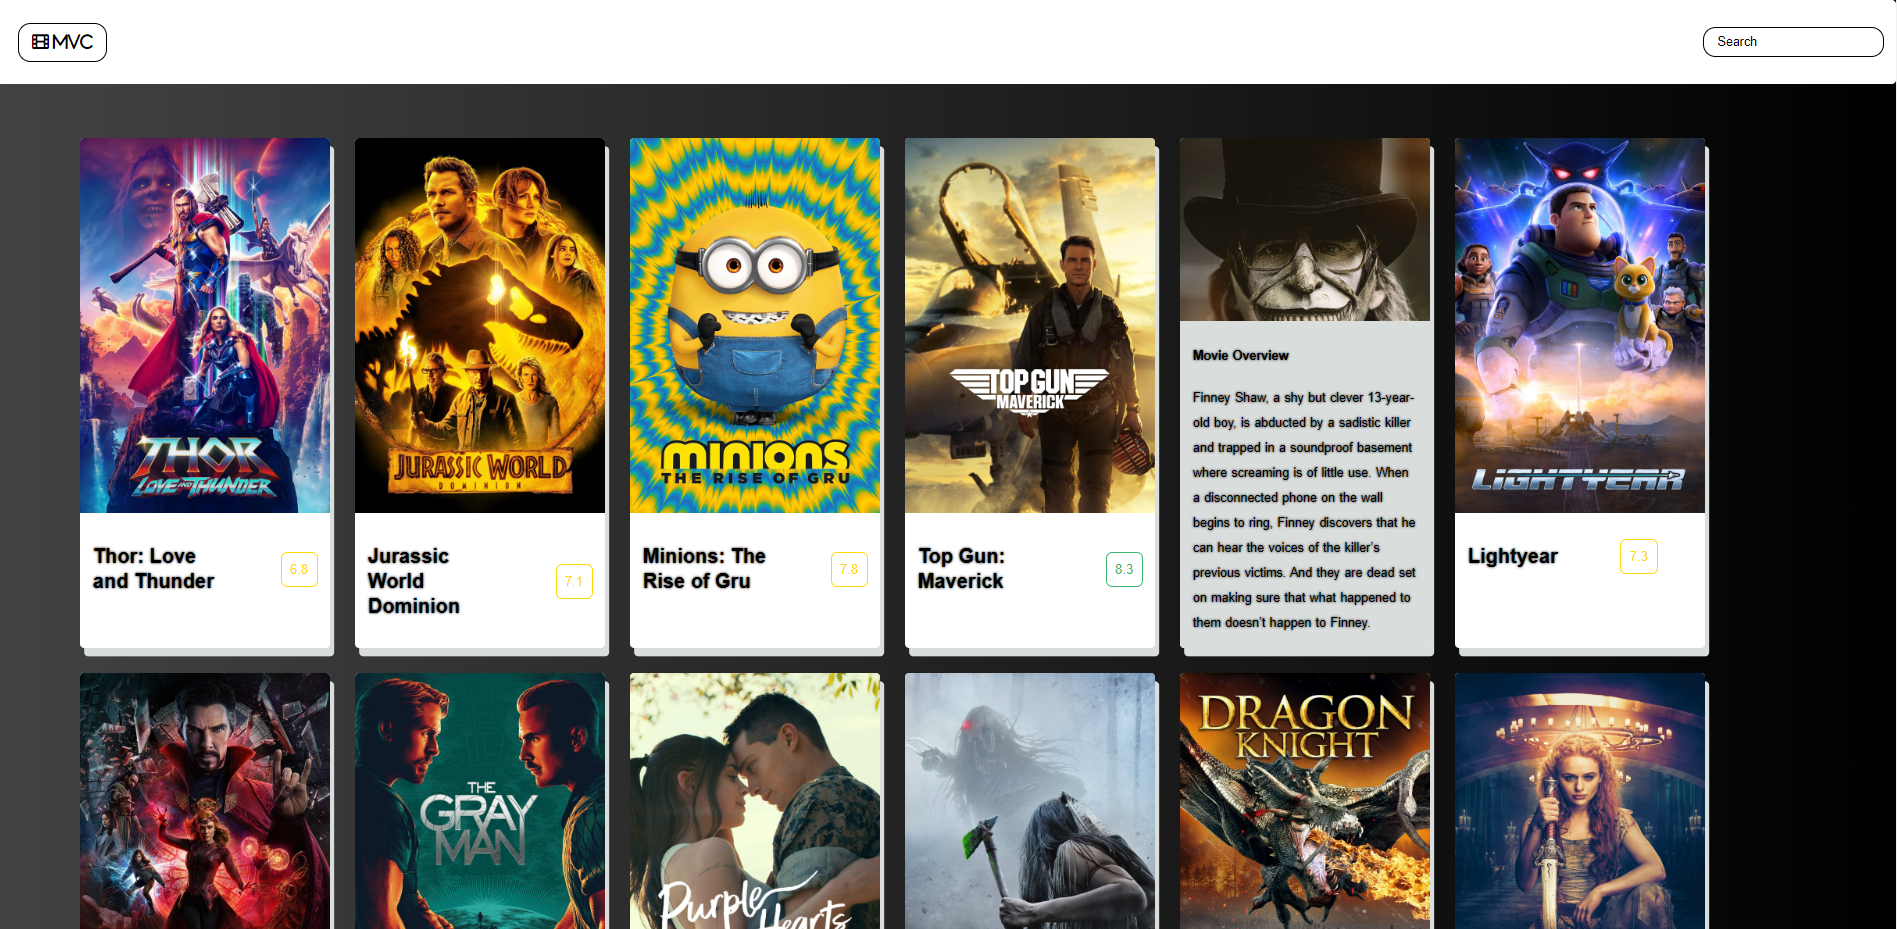 MVC
Search
THOR
LOVE AND THUNDER
JURASSIC WORLD
DOMINION
minions
THE RISE OF GRU
TOP GUN
MAVERICK
LIGHTYEAR
Thor: Love
and Thunder
6.8
Jurassic
World
Dominion
7.1
Minions: The
Rise of Gru
7.8
Top Gun:
Maverick
8.3
Movie Overview
Finney Shaw, a shy but clever 13-year-
old boy, is abducted by a sadistic killer
and trapped in a soundproof basement
where screaming is of little use. When
a disconnected phone on the wall
begins to ring, Finney discovers that he
can hear the voices of the killer's
previous victims. And they are dead set
on making sure that what happened to
them doesn't happen to Finney.
Lightyear
7.3
THE
GRAY
MAN
Purple
Hearts
DRAGON
KNIGHT